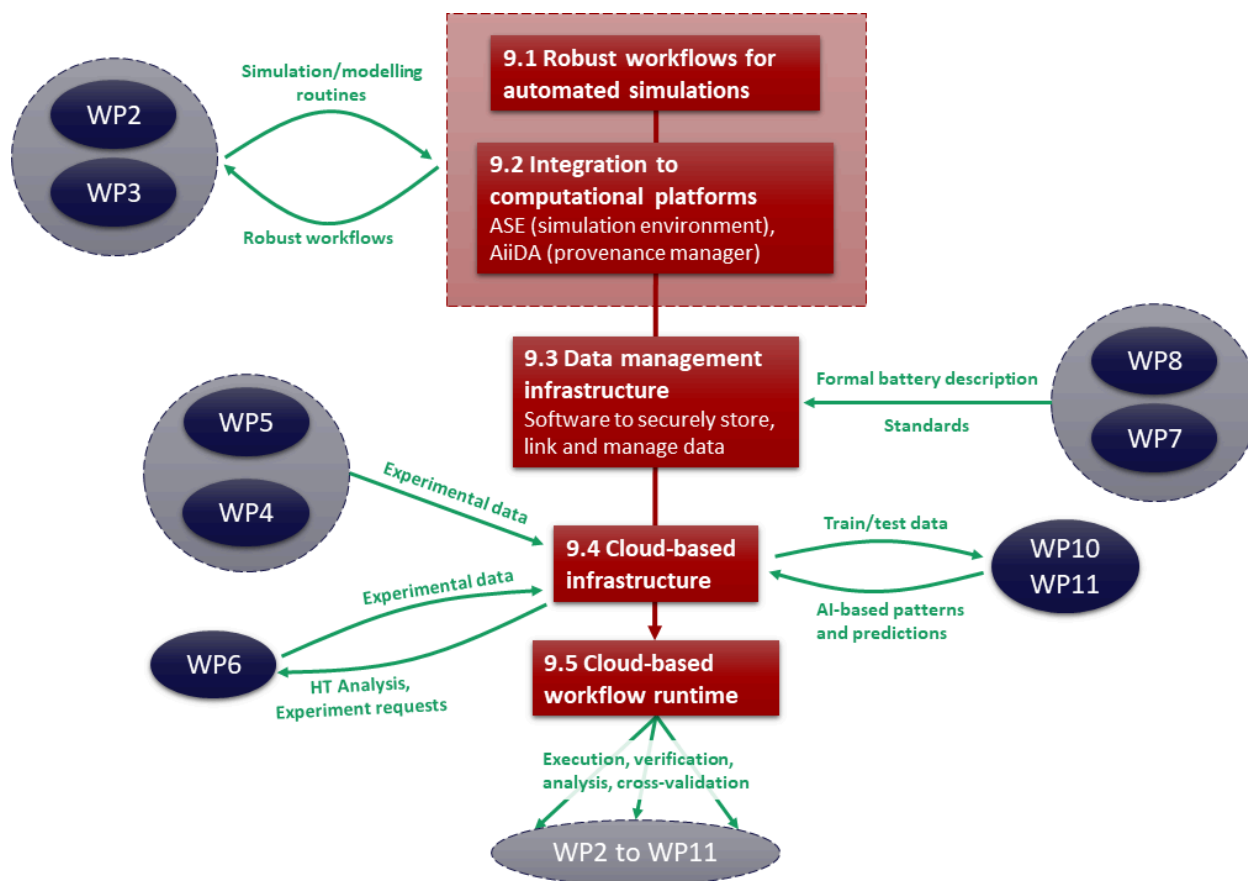 9.1 Robust workflows for
automated simulations
Simulation/modelling
routines
WP2
WP3
Robust workflows
9.2 Integration to
computational platforms
ASE (simulation environment),
AiiDA (provenance manager)
9.3 Data management
infrastructure
Software to securely store,
link and manage data
Formal battery description
Standards
WP8
WP7
WP5
WP4
Experimental data
9.4 Cloud-based
infrastructure
Train/test data
WP10
WP11
AI-based patterns
and predictions
Experimental data
WP6
HT Analysis,
Experiment requests
9.5 Cloud-based
workflow runtime
Execution, verification,
analysis, cross-validation
WP2 to WP11